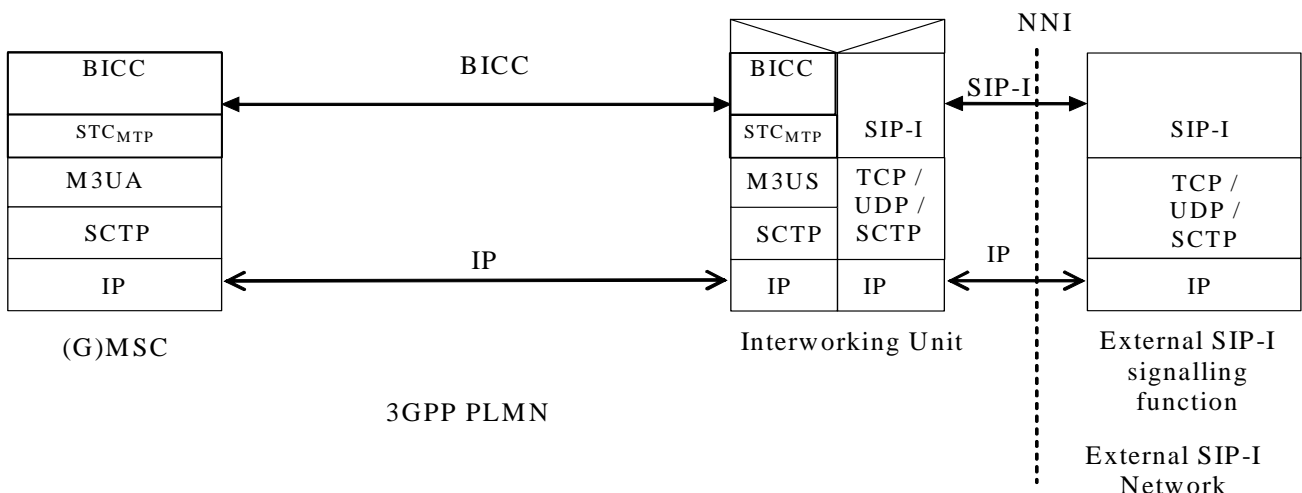 NNI
BICC
STCMTP
M3UA
SCTP
IP
(G)MSC
BICC
IP
3GPP PLMN
BICC
STCMTP
M3US
SCTP
IP
SIP-I
TCP /
UDP /
SCTP
IP
Interworking Unit
SIP-I
IP
SIP-I
TCP /
UDP /
SCTP
IP
External SIP-I
signalling
function
External SIP-I
Network